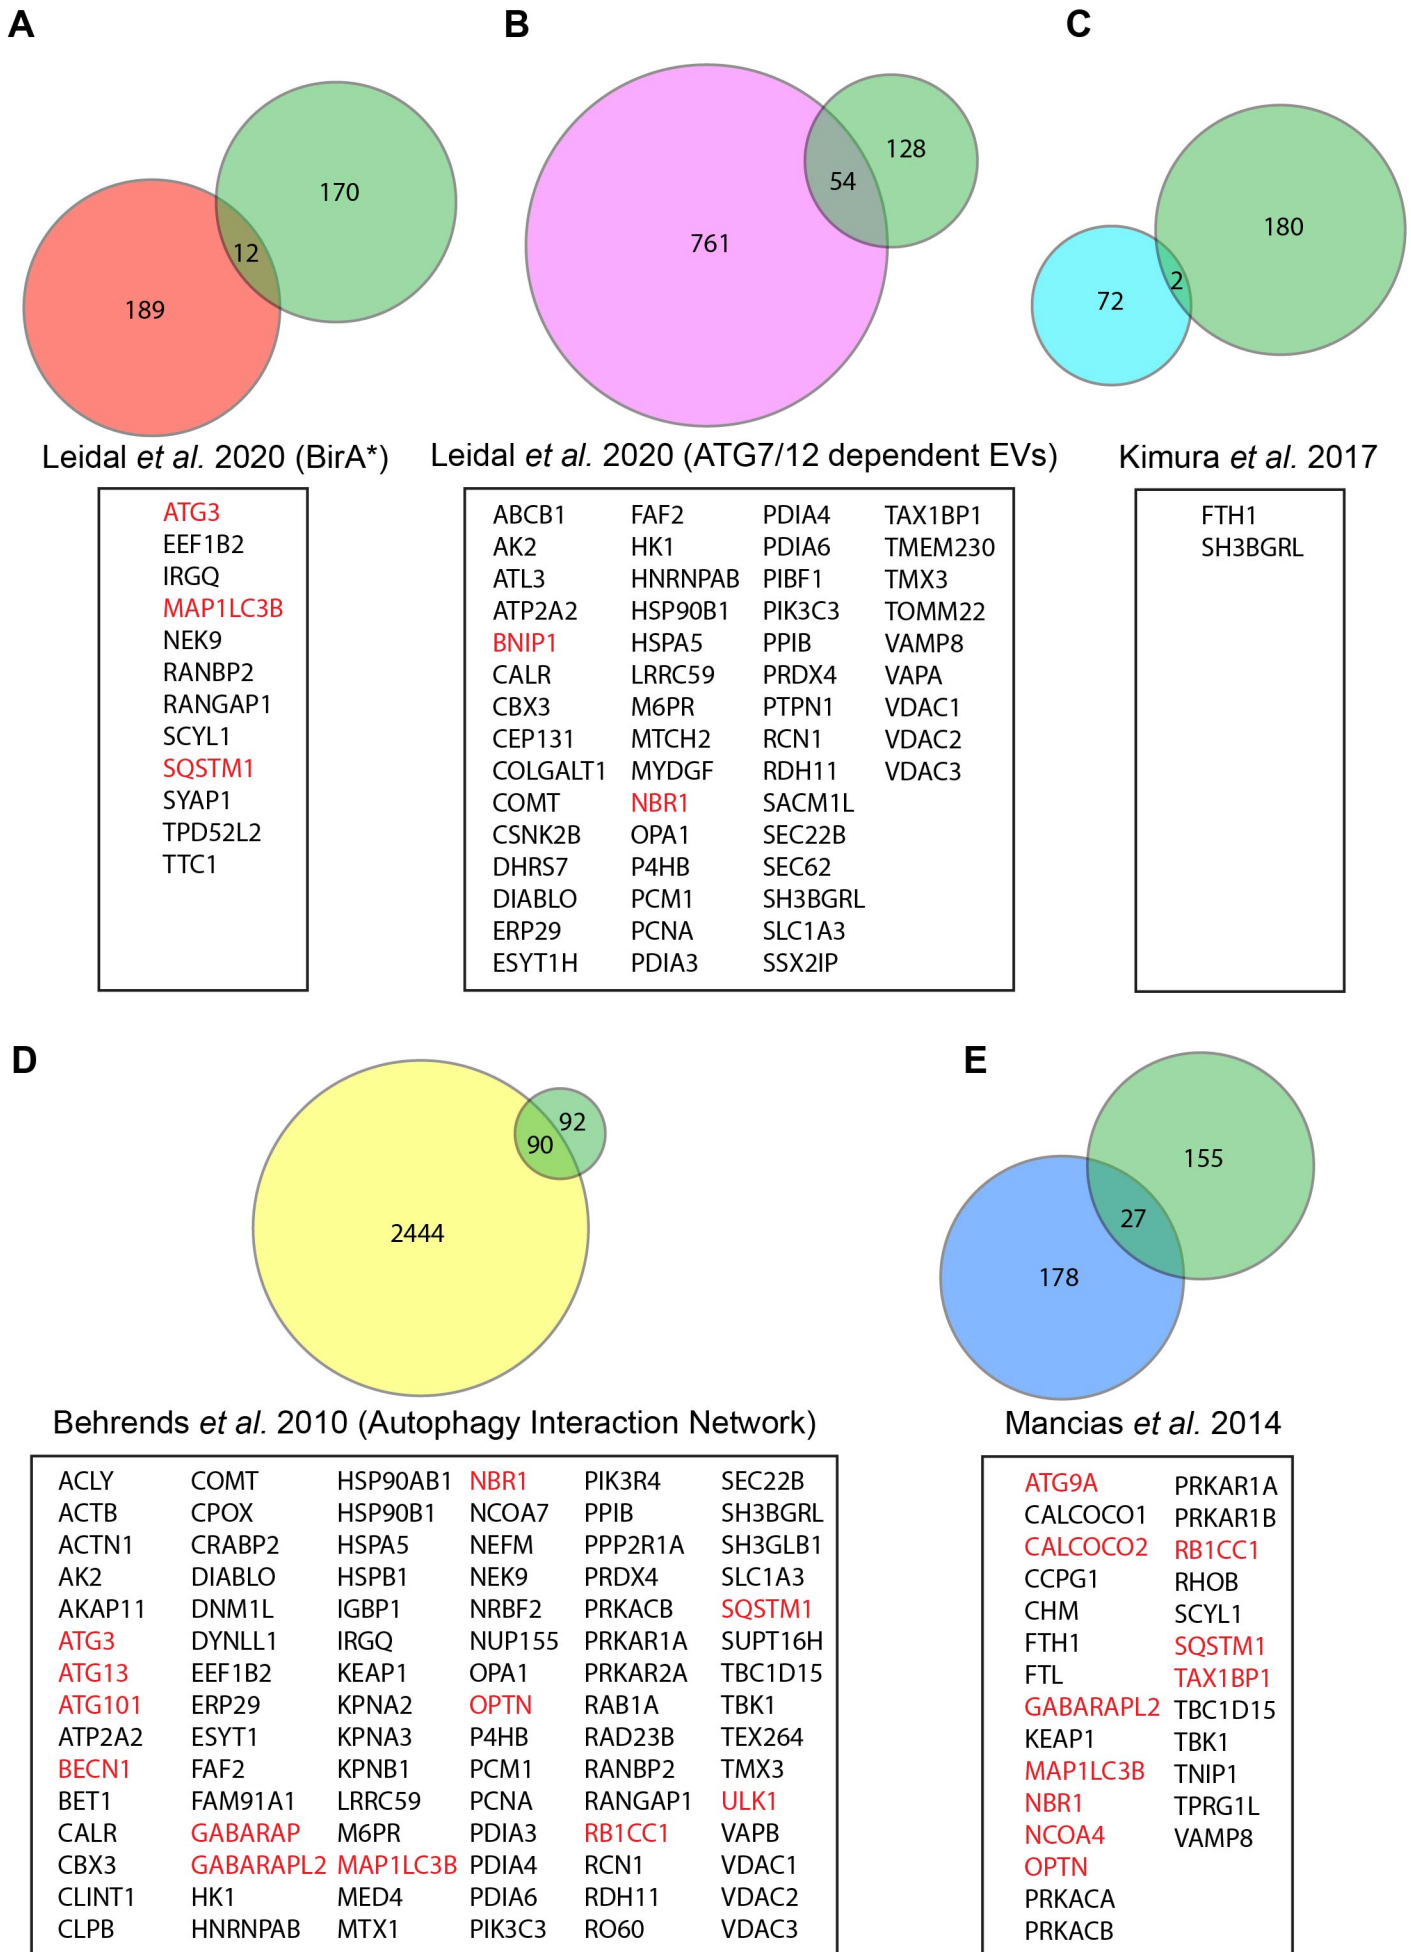 A
B
C
170
12
189
128
54
761
180
2
72
Leidal et al. 2020 (BirA*)
Leidal et al. 2020 (ATG7/12 dependent EVs)
Kimura et al. 2017
ATG3
EEF1B2
IRGQ
MAP1LC3B
NEK9
RANBP2
RANGAP1
SCYL1
SQSTM1
SYAP1
TPD52L2
TTC1
ABCB1 FAF2 PDIA4 TAX1BP1
AK2 HK1 PDIA6 TMEM230
ATL3 HNRNPAB PIBF1 TMX3
ATP2A2 HSP90B1 PIK3C3 TOMM22
BNIP1 HSPA5 PPIB VAMP8
CALR LRRC59 PRDX4 VAPA
CBX3 M6PR PTPN1 VDAC1
CEP131 MTCH2 RCN1 VDAC2
COLGALT1 MYDGF RDH11 VDAC3
COMT NBR1 SACM1L
CSNK2B OPA1 SEC22B
DHRS7 P4HB SEC62
DIABLO PCM1 SH3BGRL
ERP29 PCNA SLC1A3
ESYT1H PDIA3 SSX2IP
FTH1
SH3BGRL
D
E
92
90
2444
155
27
178
Behrends et al. 2010 (Autophagy Interaction Network)
Mancias et al. 2014
ACLY COMT HSP90AB1 NBR1 PIK3R4 SEC22B
ACTB CPOX HSP90B1 NCOA7 PPIB SH3BGRL
ACTN1 CRABP2 HSPA5 NEFM PPP2R1A SH3GLB1
AK2 DIABLO HSPB1 NEK9 PRDX4 SLC1A3
AKAP11 DNM1L IGBP1 NRBF2 PRKACB SQSTM1
ATG3 DYNLL1 IRGQ NUP155 PRKAR1A SUPT16H
ATG13 EEF1B2 KEAP1 OPA1 PRKAR2A TBC1D15
ATG101 ERP29 KPNA2 OPTN RAB1A TBK1
ATP2A2 ESYT1 KPNA3 P4HB RAD23B TEX264
BECN1 FAF2 KPNB1 PCM1 RANBP2 TMX3
BET1 FAM91A1 LRRC59 PCNA RANGAP1 ULK1
CALR GABARAP M6PR PDIA3 RB1CC1 VAPB
CBX3 GABARAPL2 MAP1LC3B PDIA4 RCN1 VDAC1
CLINT1 HK1 MED4 PDIA6 RDH11 VDAC2
CLPB HNRNPAB MTX1 PIK3C3 RO60 VDAC3
ATG9A PRKAR1A
CALCOCO1 PRKAR1B
CALCOCO2 RB1CC1
CCPG1 RHOB
CHM SCYL1
FTH1 SQSTM1
FTL TAX1BP1
GABARAPL2 TBC1D15
KEAP1 TBK1
MAP1LC3B TNIP1
NBR1 TPRG1L
NCOA4 VAMP8
OPTN
PRKACA
PRKACB